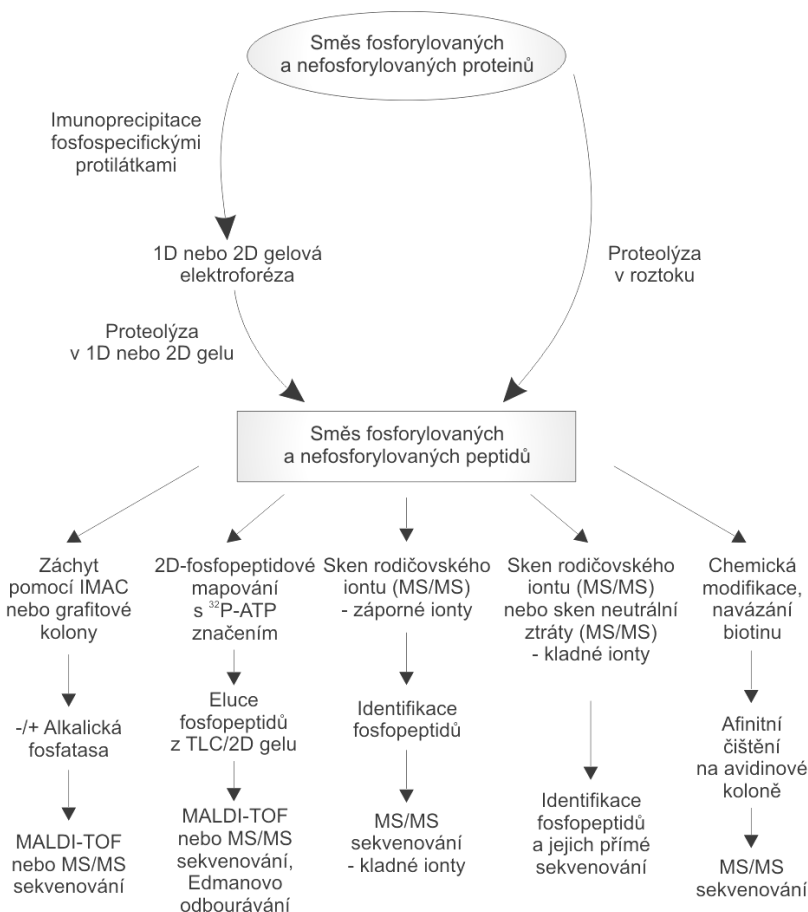 Směs fosforylovaných
a nefosforylovaných proteinů
Imunoprecipitace
fosfospecifickými
protilátkami
1D nebo 2D gelová
elektroforéza
Proteolýza
v roztoku
Proteolýza
v 1D nebo 2D gelu
Směs fosforylovaných
a nefosforylovaných peptidů
Záchyt
pomocí IMAC
nebo grafitové
kolony
-/+ Alkalická
fosfatasa
MALDI-TOF
nebo MS/MS
sekvenování
2D-fosfopeptidové
mapování
s ³²P-ATP
značením
Eluce
fosfopeptidů
z TLC/2D gelu
MALDI-TOF
nebo MS/MS
sekvenování,
Edmanovo
odbourávání
Sken rodičovského
iontu (MS/MS)
- záporné ionty
Identifikace
fosfopeptidů
MS/MS
sekvenování
- kladné ionty
Sken rodičovského
iontu (MS/MS)
nebo sken neutrální
ztráty (MS/MS)
- kladné ionty
Identifikace
fosfopeptidů
a jejich přímé
sekvenování
Chemická
modifikace,
navázání
biotinu
Afinitní
čištění
na avidinové
koloně
MS/MS
sekvenování